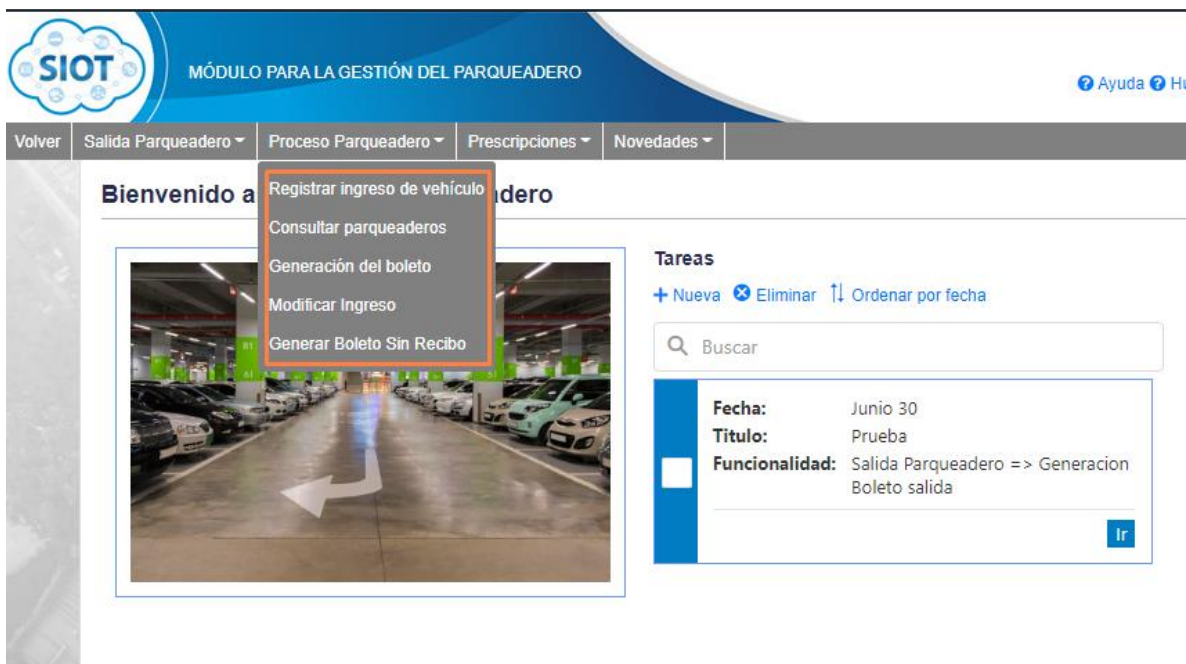 SIOT
MÓDULO PARA LA GESTIÓN DEL PARQUEADERO
Ayuda
Volver
Salida Parqueadero
Proceso Parqueadero
Prescripciones
Novedades
Bienvenido a
Registrar ingreso de vehículo
Consultar parqueaderos
Generación del boleto
Modificar Ingreso
Generar Boleto Sin Recibo
Tareas
Nueva
Eliminar
Ordenar por fecha
Buscar
Fecha: Junio 30
Titulo: Prueba
Funcionalidad: Salida Parqueadero => Generacion
Boleto salida
Ir